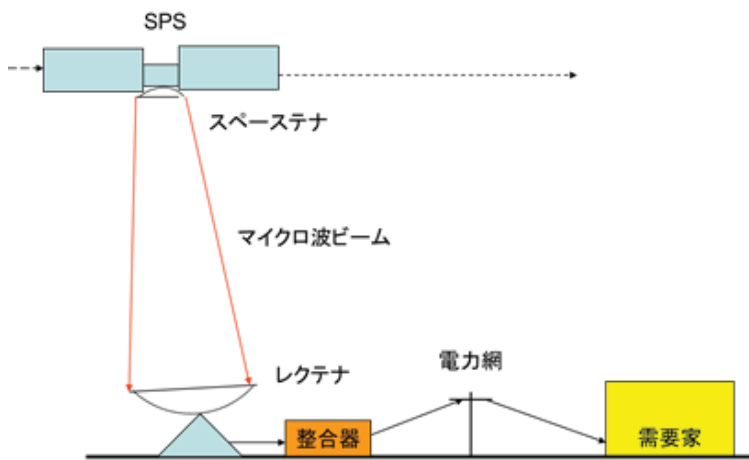 SPS
スペーステナ
マイクロ波ビーム
レクテナ
電力網
整合器
需要家